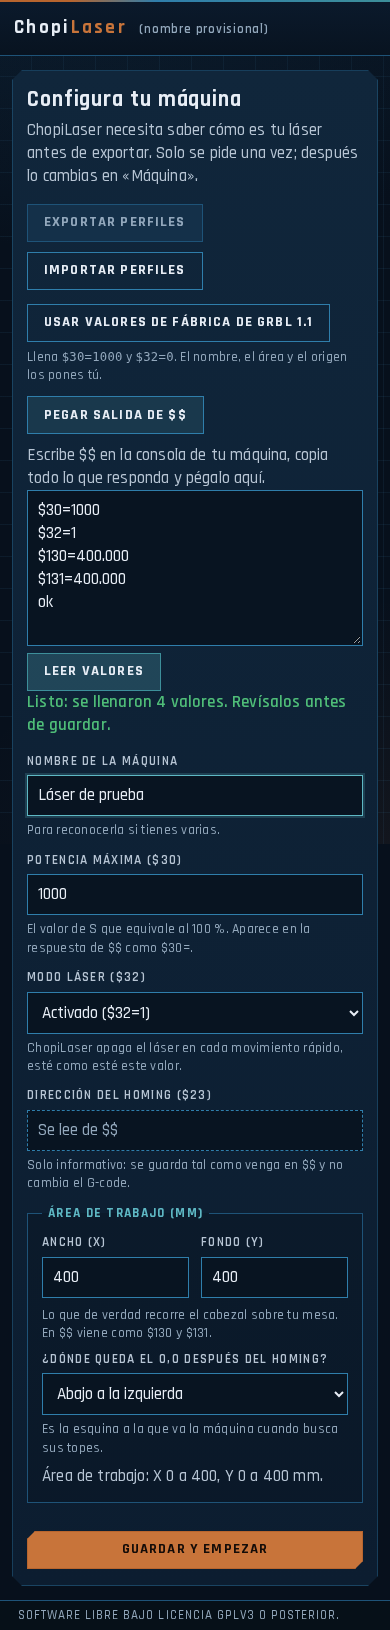 ChopiLaser (nombre provisional)
Configura tu máquina
ChopiLaser necesita saber cómo es tu láser
antes de exportar. Solo se pide una vez; después
lo cambias en «Máquina».
EXPORTAR PERFILES
IMPORTAR PERFILES
USAR VALORES DE FÁBRICA DE GRBL 1.1
Llena $30=1000 y $32=0. El nombre, el área y el origen
los pones tú.
PEGAR SALIDA DE $$
Escribe $$ en la consola de tu máquina, copia
todo lo que responda y pégalo aquí.
$30=1000
$32=1
$130=400.000
$131=400.000
ok
LEER VALORES
Listo: se llenaron 4 valores. Revísalos antes
de guardar.
NOMBRE DE LA MÁQUINA
Láser de prueba
Para reconocerla si tienes varias.
POTENCIA MÁXIMA ($30)
1000
El valor de S que equivale al 100 %. Aparece en la
respuesta de $$ como $30=.
MODO LÁSER ($32)
Activado ($32=1)
ChopiLaser apaga el láser en cada movimiento rápido,
esté como esté este valor.
DIRECCIÓN DEL HOMING ($23)
Se lee de $$
Solo informativo: se guarda tal como venga en $$ y no
cambia el G-code.
ÁREA DE TRABAJO (MM)
ANCHO (X) FONDO (Y)
400 400
Lo que de verdad recorre el cabezal sobre tu mesa.
En $$ viene como $130 y $131.
¿DÓNDE QUEDA EL 0,0 DESPUÉS DEL HOMING?
Abajo a la izquierda
Es la esquina a la que va la máquina cuando busca
sus topes.
Área de trabajo: X 0 a 400, Y 0 a 400 mm.
GUARDAR Y EMPEZAR
SOFTWARE LIBRE BAJO LICENCIA GPLV3 O POSTERIOR.